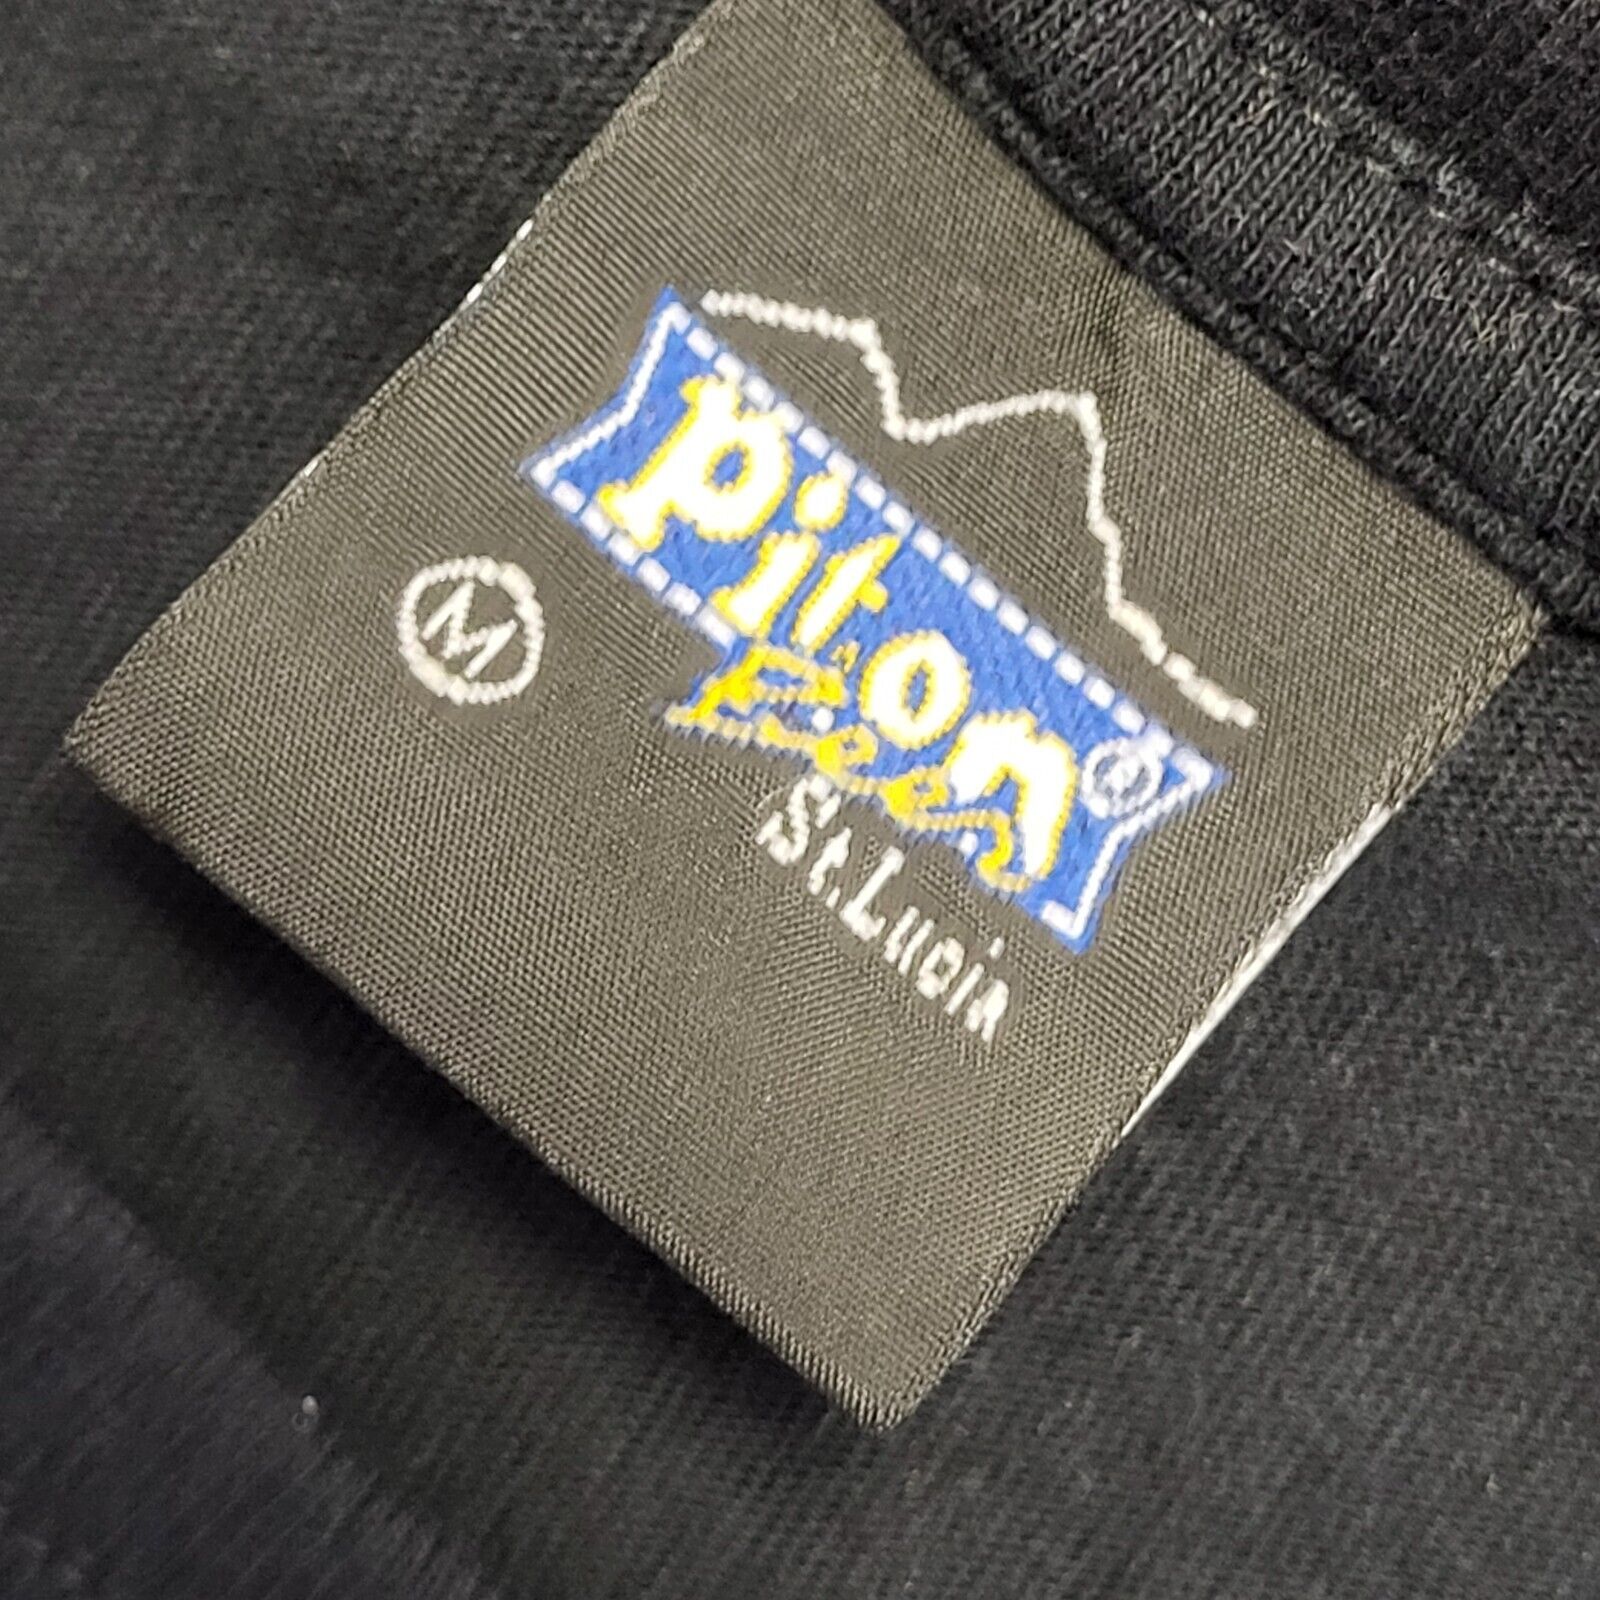 piton®
Beer
St. Lucia
M